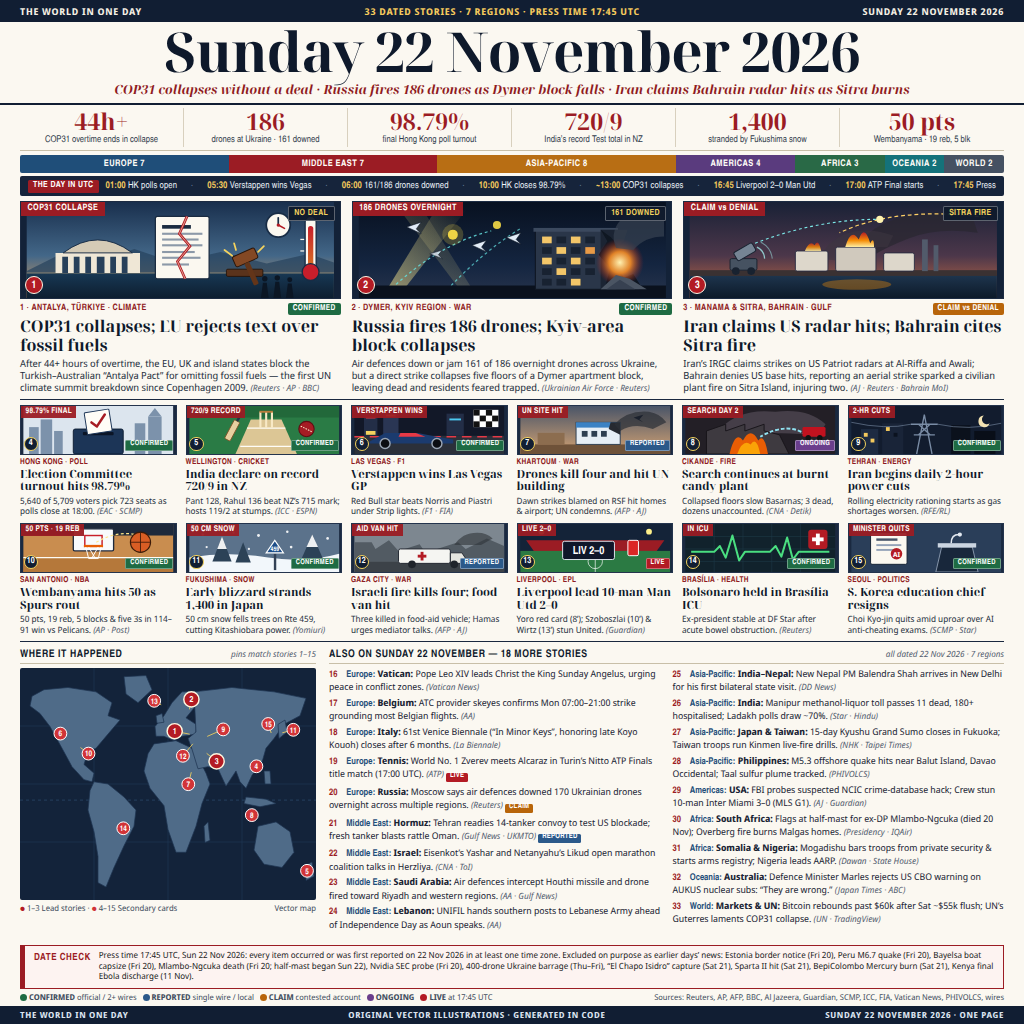 THE WORLD IN ONE DAY
33 DATED STORIES · 7 REGIONS · PRESS TIME 17:45 UTC
SUNDAY 22 NOVEMBER 2026
Sunday 22 November 2026
COP31 collapses without a deal · Russia fires 186 drones as Dymer block falls · Iran claims Bahrain radar hits as Sitra burns
44h+
COP31 overtime ends in collapse
186
drones at Ukraine · 161 downed
98.79%
final Hong Kong poll turnout
720/9
India's record Test total in NZ
1,400
stranded by Fukushima snow
50 pts
Wembanyama · 19 reb, 5 blk
EUROPE 7
MIDDLE EAST 7
ASIA-PACIFIC 8
AMERICAS 4
AFRICA 3
OCEANIA 2
WORLD 2
THE DAY IN UTC
01:00 HK polls open · 05:30 Verstappen wins Vegas · 06:00 161/186 drones downed · 10:00 HK closes 98.79% · ~13:00 COP31 collapses · 16:45 Liverpool 2–0 Man Utd · 17:00 ATP Final starts · 17:45 Press
COP31 COLLAPSE
NO DEAL
1
1 · ANTALYA, TÜRKIYE · CLIMATE
CONFIRMED
COP31 collapses; EU rejects text over
fossil fuels
After 44+ hours of overtime, the EU, UK and island states block the
Turkish–Australian "Antalya Pact" for omitting fossil fuels — the first UN
climate summit breakdown since Copenhagen 2009. (Reuters · AP · BBC)
186 DRONES OVERNIGHT
161 DOWNED
2
2 · DYMER, KYIV REGION · WAR
CONFIRMED
Russia fires 186 drones; Kyiv-area
block collapses
Air defences down or jam 161 of 186 overnight drones across Ukraine,
but a direct strike collapses five floors of a Dymer apartment block,
leaving dead and residents feared trapped. (Ukrainian Air Force · Reuters)
CLAIM vs DENIAL
SITRA FIRE
3
3 · MANAMA & SITRA, BAHRAIN · GULF
CLAIM vs DENIAL
Iran claims US radar hits; Bahrain cites
Sitra fire
Iran's IRGC claims strikes on US Patriot radars at Al-Riffa and Awali;
Bahrain denies US base hits, reporting an aerial strike sparked a civilian
plant fire on Sitra Island, injuring two. (AJ · Reuters · Bahrain MoI)
98.79% FINAL
4
CONFIRMED
HONG KONG · POLL
Election Committee
turnout hits 98.79%
5,640 of 5,709 voters pick 723 seats as
polls close at 18:00. (EAC · SCMP)
720/9 RECORD
5
CONFIRMED
WELLINGTON · CRICKET
India declare on record
720/9 in NZ
Pant 128, Rahul 136 beat NZ's 715 mark;
hosts 119/2 at stumps. (ICC · ESPN)
VERSTAPPEN WINS
6
CONFIRMED
LAS VEGAS · F1
Verstappen wins Las Vegas
GP
Red Bull star beats Norris and Piastri
under Strip lights. (F1 · FIA)
UN SITE HIT
7
REPORTED
KHARTOUM · WAR
Drones kill four and hit UN
building
Dawn strikes blamed on RSF hit homes
& airport; UN condemns. (AFP · AJ)
SEARCH DAY 2
8
ONGOING
CIKANDE · FIRE
Search continues at burnt
candy plant
Collapsed floors slow Basarnas; 3 dead,
dozens unaccounted. (CNA · Detik)
2-HR CUTS
9
CONFIRMED
TEHRAN · ENERGY
Iran begins daily 2-hour
power cuts
Rolling electricity rationing starts as gas
shortages worsen. (RFE/RL)
50 PTS · 19 REB
10
CONFIRMED
SAN ANTONIO · NBA
Wembanyama hits 50 as
Spurs rout
50 pts, 19 reb, 5 blocks & five 3s in 114–
91 win vs Pelicans. (AP · Post)
50 CM SNOW
459
11
CONFIRMED
FUKUSHIMA · SNOW
Early blizzard strands
1,400 in Japan
50 cm snow fells trees on Rte 459,
cutting Kitashiobara power. (Yomiuri)
AID VAN HIT
12
REPORTED
GAZA CITY · WAR
Israeli fire kills four; food
van hit
Three killed in food-aid vehicle; Hamas
urges mediator talks. (AFP · AJ)
LIVE 2–0
LIV 2–0
13
LIVE
LIVERPOOL · EPL
Liverpool lead 10-man Man
Utd 2–0
Yoro red card (8'); Szoboszlai (10') &
Wirtz (13') stun United. (Guardian)
IN ICU
14
CONFIRMED
BRASÍLIA · HEALTH
Bolsonaro held in Brasília
ICU
Ex-president stable at DF Star after
acute bowel obstruction. (Reuters)
MINISTER QUITS
AI
15
CONFIRMED
SEOUL · POLITICS
S. Korea education chief
resigns
Choi Kyo-jin quits amid uproar over AI
anti-cheating exams. (SCMP · Star)
WHERE IT HAPPENED
pins match stories 1–15
13
2
6
1
9
15
11
10
12
3
4
7
8
14
5
1–3 Lead stories · 4–15 Secondary cards
Vector map
ALSO ON SUNDAY 22 NOVEMBER — 18 MORE STORIES
all dated 22 Nov 2026 · 7 regions
16 Europe: Vatican: Pope Leo XIV leads Christ the King Sunday Angelus, urging
peace in conflict zones. (Vatican News)
17 Europe: Belgium: ATC provider skeyes confirms Mon 07:00–21:00 strike
grounding most Belgian flights. (AA)
18 Europe: Italy: 61st Venice Biennale ("In Minor Keys", honoring late Koyo
Kouoh) closes after 6 months. (La Biennale)
19 Europe: Tennis: World No. 1 Zverev meets Alcaraz in Turin's Nitto ATP Finals
title match (17:00 UTC). (ATP) LIVE
20 Europe: Russia: Moscow says air defences downed 170 Ukrainian drones
overnight across multiple regions. (Reuters) CLAIM
21 Middle East: Hormuz: Tehran readies 14-tanker convoy to test US blockade;
fresh tanker blasts rattle Oman. (Gulf News · UKMTO) REPORTED
22 Middle East: Israel: Eisenkot's Yashar and Netanyahu's Likud open marathon
coalition talks in Herzliya. (CNA · ToI)
23 Middle East: Saudi Arabia: Air defences intercept Houthi missile and drone
fired toward Riyadh and western regions. (AA · Gulf News)
24 Middle East: Lebanon: UNIFIL hands southern posts to Lebanese Army ahead
of Independence Day as Aoun speaks. (AA)
25 Asia-Pacific: India–Nepal: New Nepal PM Balendra Shah arrives in New Delhi
for his first bilateral state visit. (DD News)
26 Asia-Pacific: India: Manipur methanol-liquor toll passes 11 dead, 180+
hospitalised; Ladakh polls draw ~70%. (Star · Hindu)
27 Asia-Pacific: Japan & Taiwan: 15-day Kyushu Grand Sumo closes in Fukuoka;
Taiwan troops run Kinmen live-fire drills. (NHK · Taipei Times)
28 Asia-Pacific: Philippines: M5.3 offshore quake hits near Balut Island, Davao
Occidental; Taal sulfur plume tracked. (PHIVOLCS)
29 Americas: USA: FBI probes suspected NCIC crime-database hack; Crew stun
10-man Inter Miami 3–0 (MLS G1). (AJ · Guardian)
30 Africa: South Africa: Flags at half-mast for ex-DP Mlambo-Ngcuka (died 20
Nov); Overberg fire burns Malgas homes. (Presidency · IQAir)
31 Africa: Somalia & Nigeria: Mogadishu bars troops from private security &
starts arms registry; Nigeria leads AARP. (Dawan · State House)
32 Oceania: Australia: Defence Minister Marles rejects US CBO warning on
AUKUS nuclear subs: "They are wrong." (Japan Times · ABC)
33 World: Markets & UN: Bitcoin rebounds past $60k after Sat ~$55k flush; UN's
Guterres laments COP31 collapse. (UN · TradingView)
DATE CHECK
Press time 17:45 UTC, Sun 22 Nov 2026: every item occurred or was first reported on 22 Nov 2026 in at least one time zone. Excluded on purpose as earlier days' news: Estonia border notice (Fri 20), Peru M6.7 quake (Fri 20), Bayelsa boat
capsize (Fri 20), Mlambo-Ngcuka death (Fri 20; half-mast began Sun 22), Nvidia SEC probe (Fri 20), 400-drone Ukraine barrage (Thu–Fri), "El Chapo Isidro" capture (Sat 21), Sparta II hit (Sat 21), BepiColombo Mercury burn (Sat 21), Kenya final
Ebola discharge (11 Nov).
CONFIRMED official / 2+ wires REPORTED single wire / local CLAIM contested account ONGOING LIVE at 17:45 UTC
Sources: Reuters, AP, AFP, BBC, Al Jazeera, Guardian, SCMP, ICC, FIA, Vatican News, PHIVOLCS, wires
THE WORLD IN ONE DAY
ORIGINAL VECTOR ILLUSTRATIONS · GENERATED IN CODE
SUNDAY 22 NOVEMBER 2026 · ONE PAGE